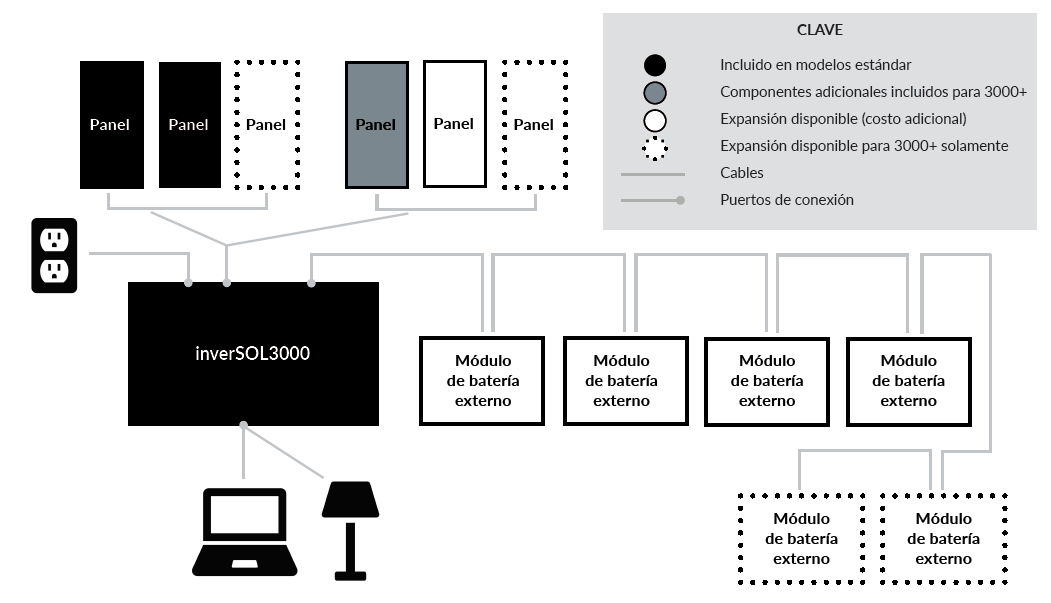 CLAVE
Incluido en modelos estándar
Componentes adicionales incluidos para 3000+
Expansión disponible (costo adicional)
Expansión disponible para 3000+ solamente
Cables
Puertos de conexión
Panel
Panel
Panel
Panel
Panel
Panel
inverSOL3000
Módulo
de batería
externo
Módulo
de batería
externo
Módulo
de batería
externo
Módulo
de batería
externo
Módulo
de batería
externo
Módulo
de batería
externo